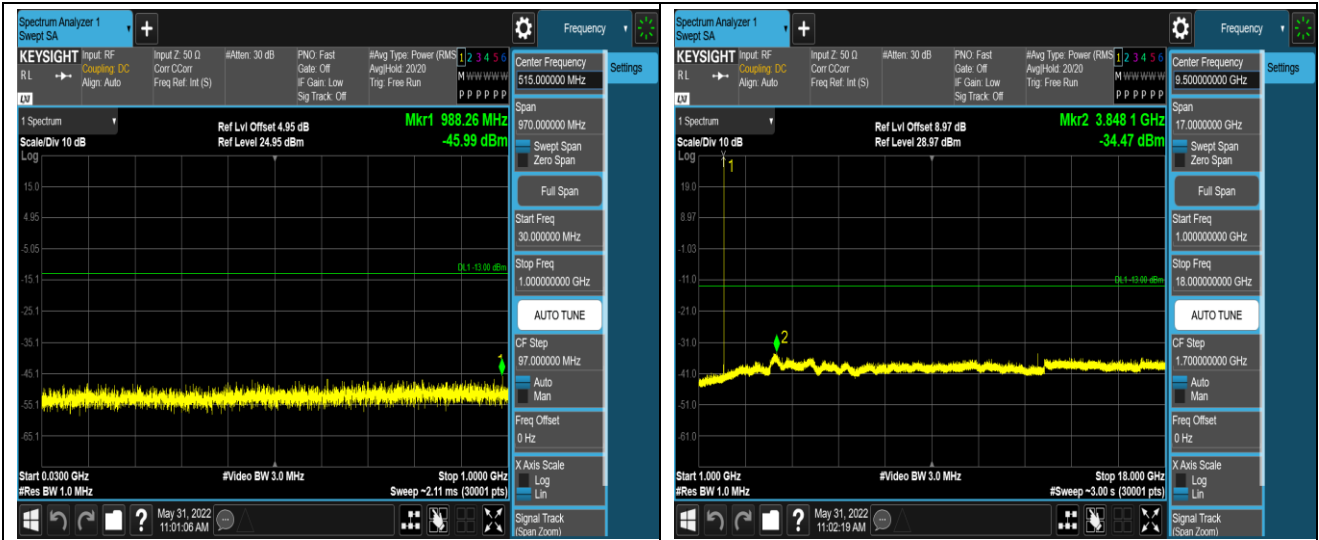 Spectrum Analyzer 1
Swept SA
+
Frequency
KEYSIGHT
RL
Input: RF
Coupling: DC
Align: Auto
Input Z: 50 Ω
Corr CCorr
Freq Ref: Int (S)
#Atten: 30 dB
PNO: Fast
Gate: Off
IF Gain: Low
Sig Track: Off
#Avg Type: Power (RMS
Avg|Hold: 20/20
Trig: Free Run
1 2 3 4 5 6
M W W W W W
P P P P P P
LXI
1 Spectrum
Scale/Div 10 dB
Log
Ref Lvl Offset 4.95 dB
Ref Level 24.95 dBm
Mkr1 988.26 MHz
-45.99 dBm
15.0
4.95
-5.05
-15.1
-25.1
-35.1
-45.1
-55.1
-65.1
DL1 -13.00 dBm
1
Start 0.0300 GHz
#Res BW 1.0 MHz
#Video BW 3.0 MHz
Stop 1.0000 GHz
Sweep ~2.11 ms (30001 pts)
May 31, 2022
11:01:06 AM
Center Frequency
515.000000 MHz
Settings
Span
970.000000 MHz
Swept Span
Zero Span
Full Span
Start Freq
30.000000 MHz
Stop Freq
1.000000000 GHz
AUTO TUNE
CF Step
97.000000 MHz
Auto
Man
Freq Offset
0 Hz
X Axis Scale
Log
Lin
Signal Track
(Span Zoom)
Spectrum Analyzer 1
Swept SA
+
Frequency
KEYSIGHT
RL
Input: RF
Coupling: DC
Align: Auto
Input Z: 50 Ω
Corr CCorr
Freq Ref: Int (S)
#Atten: 30 dB
PNO: Fast
Gate: Off
IF Gain: Low
Sig Track: Off
#Avg Type: Power (RMS
Avg|Hold: 20/20
Trig: Free Run
1 2 3 4 5 6
M W W W W W
P P P P P P
LXI
1 Spectrum
Scale/Div 10 dB
Log
Ref Lvl Offset 8.97 dB
Ref Level 28.97 dBm
Mkr2 3.848 1 GHz
-34.47 dBm
19.0
8.97
-1.03
-11.0
-21.0
-31.0
-41.0
-51.0
-61.0
DL1 -13.00 dBm
1
2
Start 1.000 GHz
#Res BW 1.0 MHz
#Video BW 3.0 MHz
Stop 18.000 GHz
#Sweep ~3.00 s (30001 pts)
May 31, 2022
11:02:19 AM
Center Frequency
9.500000000 GHz
Settings
Span
17.0000000 GHz
Swept Span
Zero Span
Full Span
Start Freq
1.000000000 GHz
Stop Freq
18.000000000 GHz
AUTO TUNE
CF Step
1.700000000 GHz
Auto
Man
Freq Offset
0 Hz
X Axis Scale
Log
Lin
Signal Track
(Span Zoom)